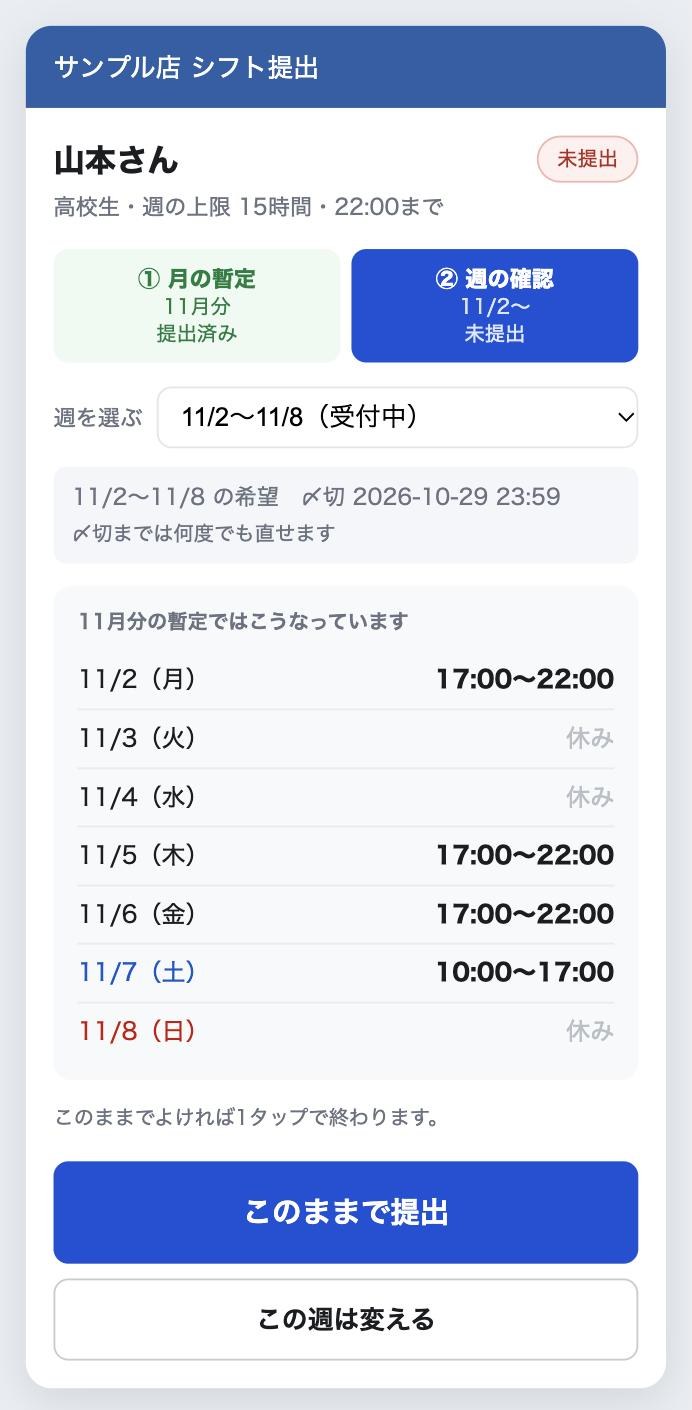 サンプル店 シフト提出
山本さん
未提出
高校生・週の上限 15時間・22:00まで
① 月の暫定
11月分
提出済み
② 週の確認
11/2〜
未提出
週を選ぶ
11/2〜11/8（受付中）
11/2〜11/8 の希望　〆切 2026-10-29 23:59
〆切までは何度でも直せます
11月分の暫定ではこうなっています
11/2（月） 17:00〜22:00
11/3（火） 休み
11/4（水） 休み
11/5（木） 17:00〜22:00
11/6（金） 17:00〜22:00
11/7（土） 10:00〜17:00
11/8（日） 休み
このままでよければ1タップで終わります。
このままで提出
この週は変える